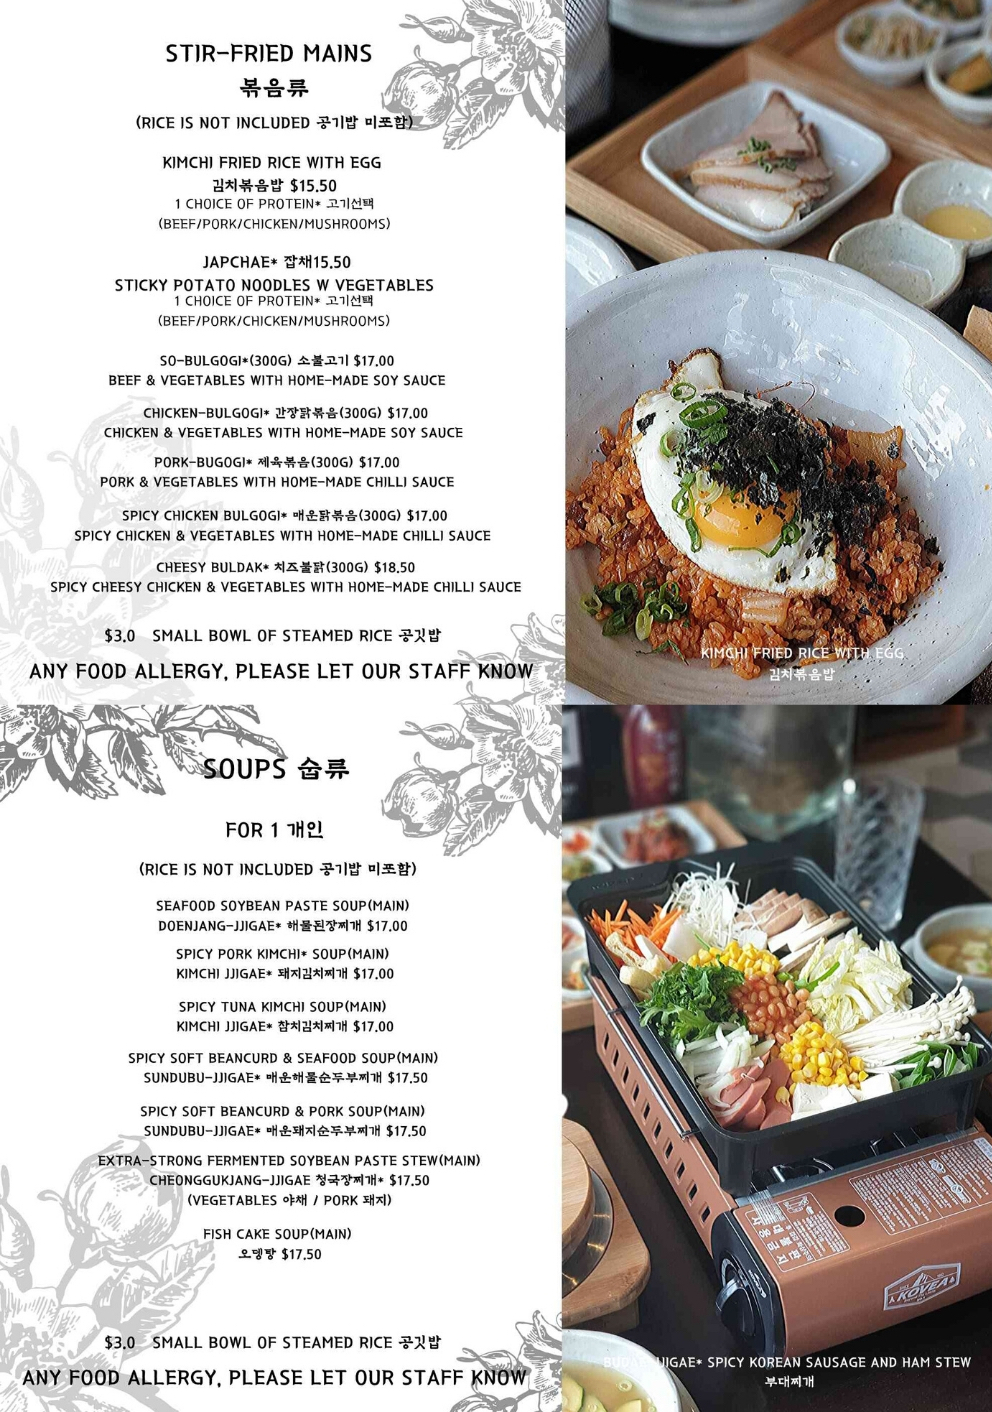 STIR-FRIED MAINS
볶음류
(RICE IS NOT INCLUDED 공기밥 미포함)
KIMCHI FRIED RICE WITH EGG
김치볶음밥 $15.50
1 CHOICE OF PROTEIN* 고기선택
(BEEF/PORK/CHICKEN/MUSHROOMS)
JAPCHAE* 잡채15.50
STICKY POTATO NOODLES W VEGETABLES
1 CHOICE OF PROTEIN* 고기선택
(BEEF/PORK/CHICKEN/MUSHROOMS)
SO-BULGOGI*(300G) 소불고기 $17.00
BEEF & VEGETABLES WITH HOME-MADE SOY SAUCE
CHICKEN-BULGOGI* 간장닭볶음(300G) $17.00
CHICKEN & VEGETABLES WITH HOME-MADE SOY SAUCE
PORK-BUGOGI* 제육볶음(300G) $17.00
PORK & VEGETABLES WITH HOME-MADE CHILLI SAUCE
SPICY CHICKEN BULGOGI* 매운닭볶음(300G) $17.00
SPICY CHICKEN & VEGETABLES WITH HOME-MADE CHILLI SAUCE
CHEESY BULDAK* 치즈불닭(300G) $18.50
SPICY CHEESY CHICKEN & VEGETABLES WITH HOME-MADE CHILLI SAUCE
$3.0 SMALL BOWL OF STEAMED RICE 공깃밥
ANY FOOD ALLERGY, PLEASE LET OUR STAFF KNOW
KIMCHI FRIED RICE WITH EGG
김치볶음밥
SOUPS 숩류
FOR 1 개인
(RICE IS NOT INCLUDED 공기밥 미포함)
SEAFOOD SOYBEAN PASTE SOUP(MAIN)
DOENJANG-JJIGAE* 해물된장찌개 $17.00
SPICY PORK KIMCHI* SOUP(MAIN)
KIMCHI JJIGAE* 돼지김치찌개 $17.00
SPICY TUNA KIMCHI SOUP(MAIN)
KIMCHI JJIGAE* 참치김치찌개 $17.00
SPICY SOFT BEANCURD & SEAFOOD SOUP(MAIN)
SUNDUBU-JJIGAE* 매운해물순두부찌개 $17.50
SPICY SOFT BEANCURD & PORK SOUP(MAIN)
SUNDUBU-JJIGAE* 매운돼지순두부찌개 $17.50
EXTRA-STRONG FERMENTED SOYBEAN PASTE STEW(MAIN)
CHEONGGUKJANG-JJIGAE 청국장찌개* $17.50
(VEGETABLES 야채 / PORK 돼지)
FISH CAKE SOUP(MAIN)
오뎅탕 $17.50
$3.0 SMALL BOWL OF STEAMED RICE 공깃밥
ANY FOOD ALLERGY, PLEASE LET OUR STAFF KNOW
KOVEA
SPICY KOREAN SAUSAGE AND HAM STEW
부대찌개